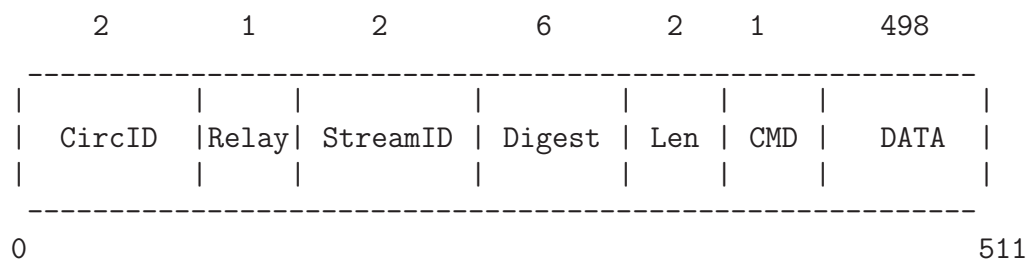 2 1 2 6 2 1 498
CircID Relay StreamID Digest Len CMD DATA
0 511